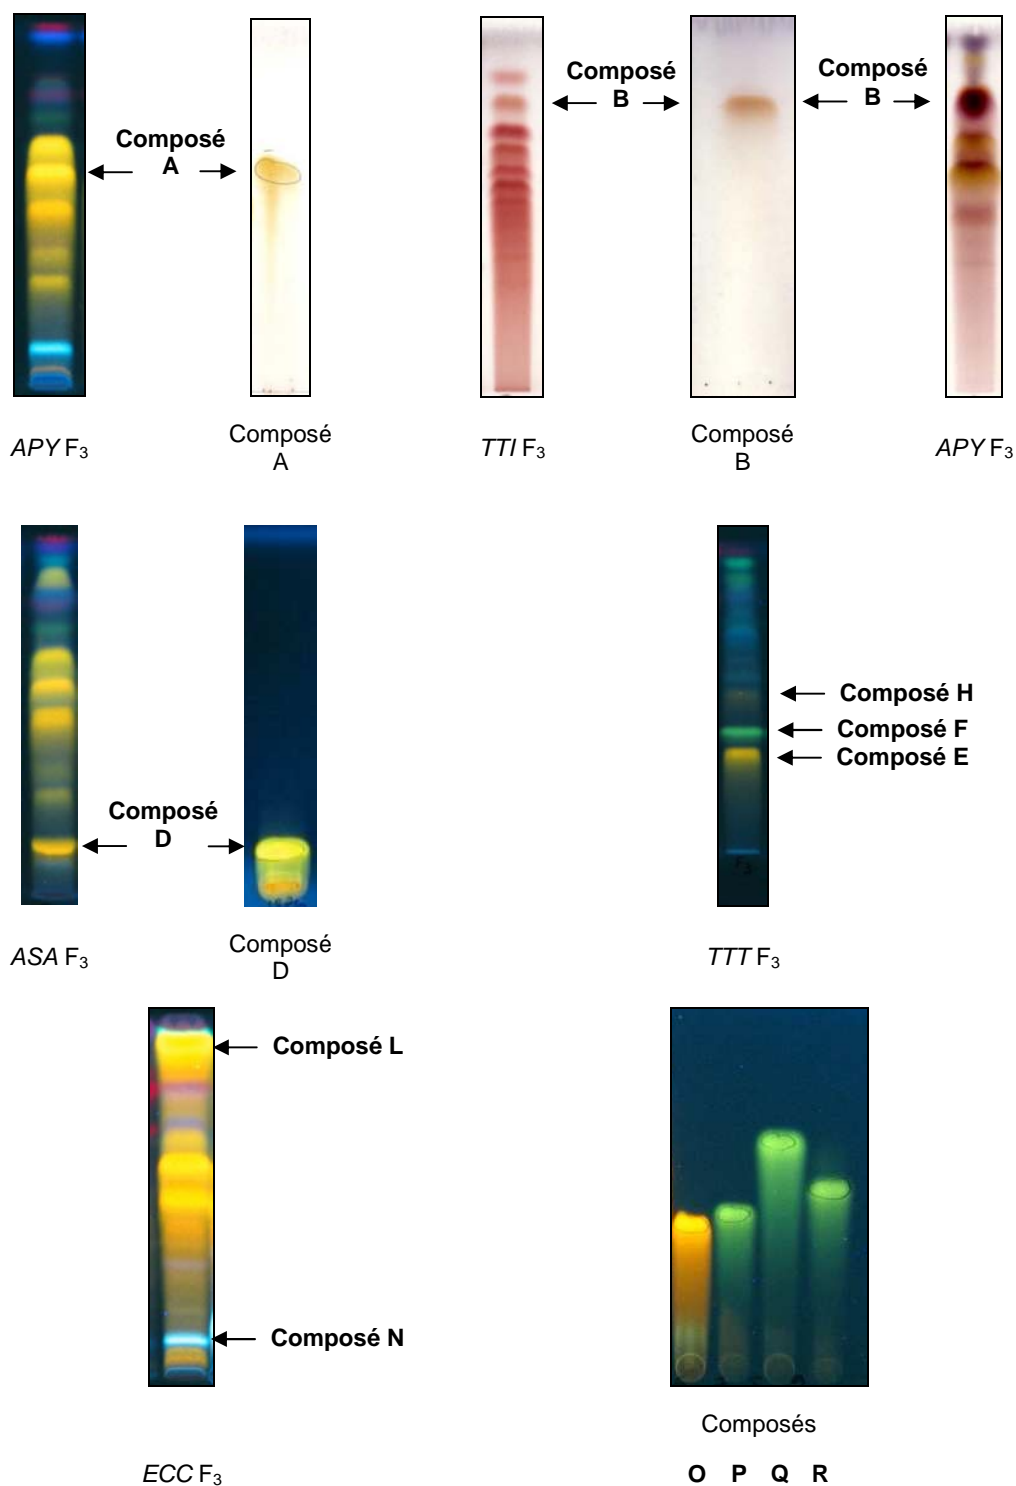 Composé
A
Composé
B
Composé
B
APY F3
Composé
A
TTI F3
Composé
B
APY F3
Composé
D
Composé H
Composé F
Composé E
F3
ASA F3
Composé
D
TTT F3
Composé L
Composé N
Composés
ECC F3
O P Q R